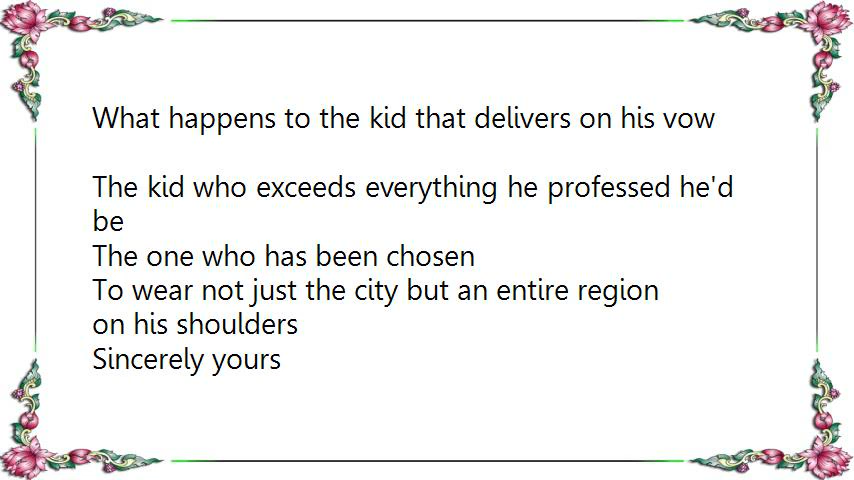 What happens to the kid that delivers on his vow
The kid who exceeds everything he professed he'd
be
The one who has been chosen
To wear not just the city but an entire region
on his shoulders
Sincerely yours